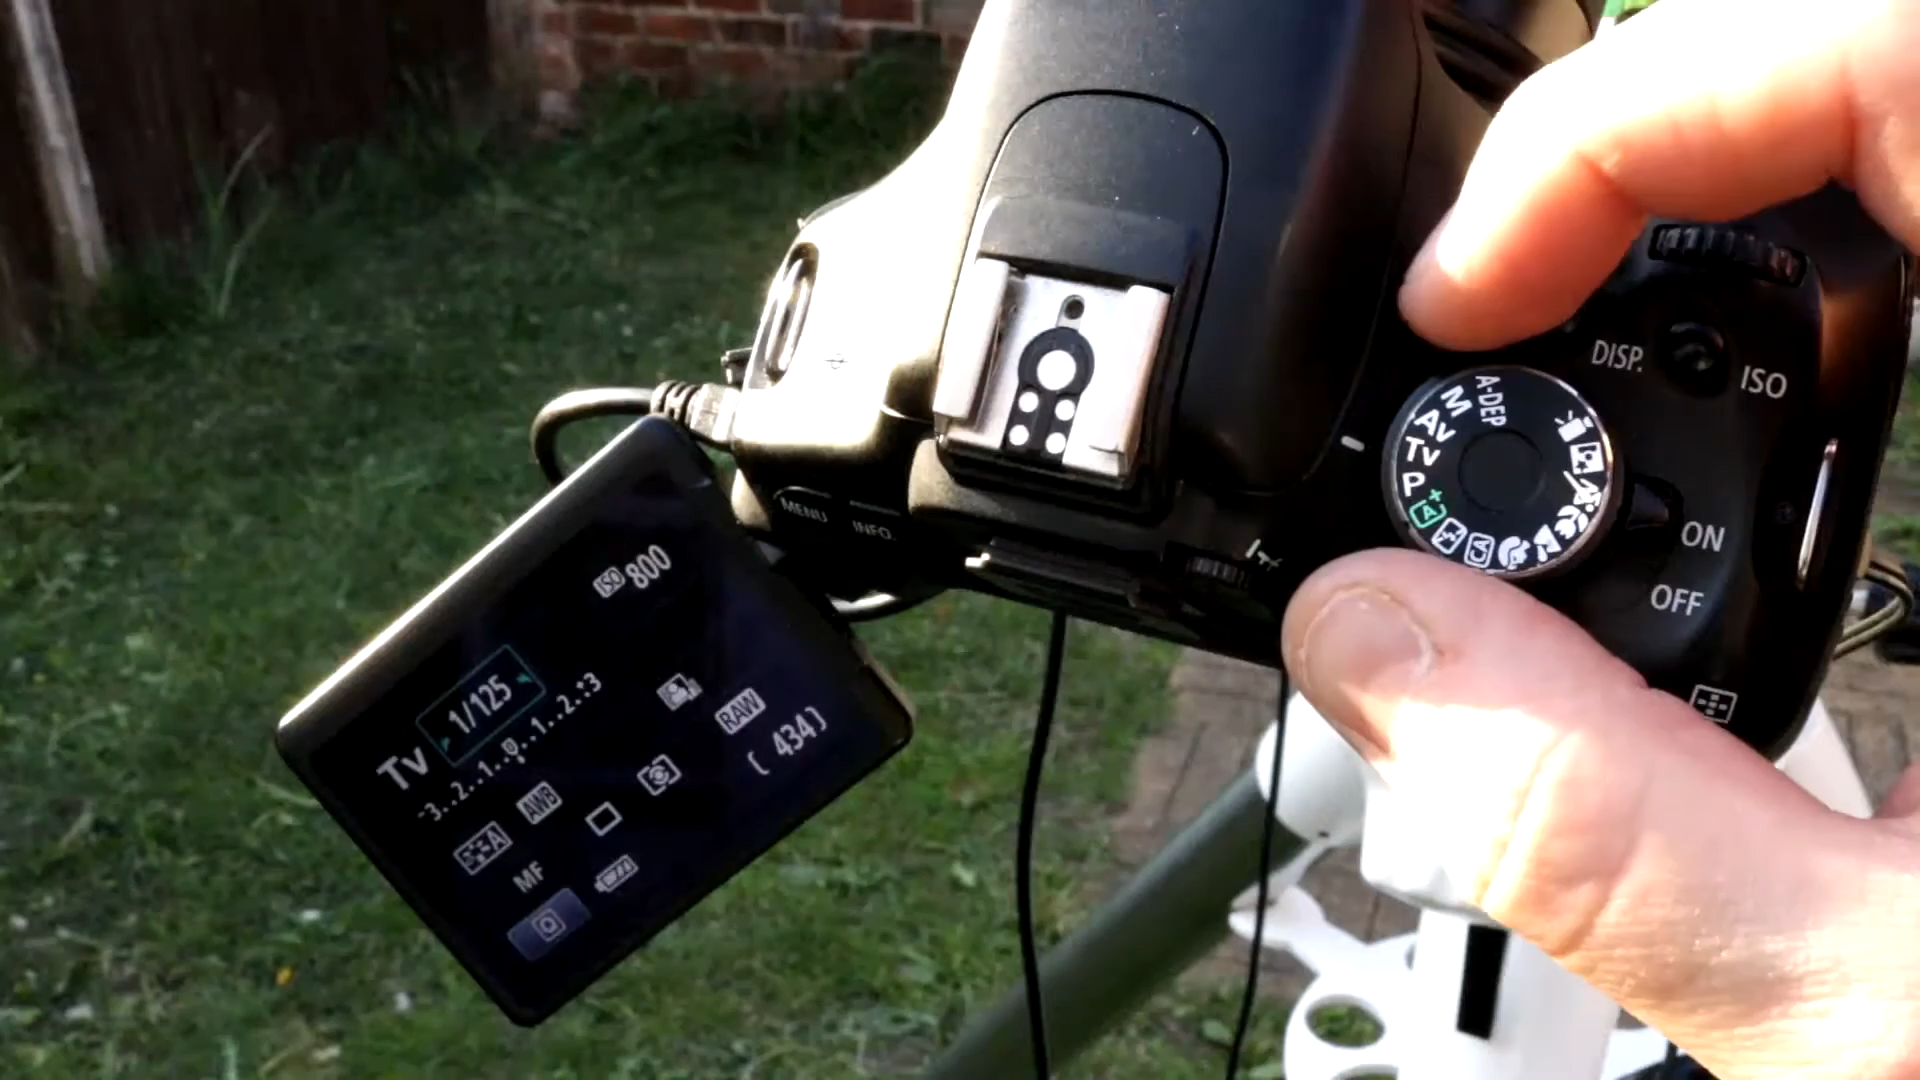 ISO 800
Tv 1/125
-3..2..1..0..1..2..:3
RAW
AWB
A
( 434)
MF
Q
MENU
INFO.
DISP.
ISO
A-DEP
M
Av
Tv
P
A+
CA
ON
OFF